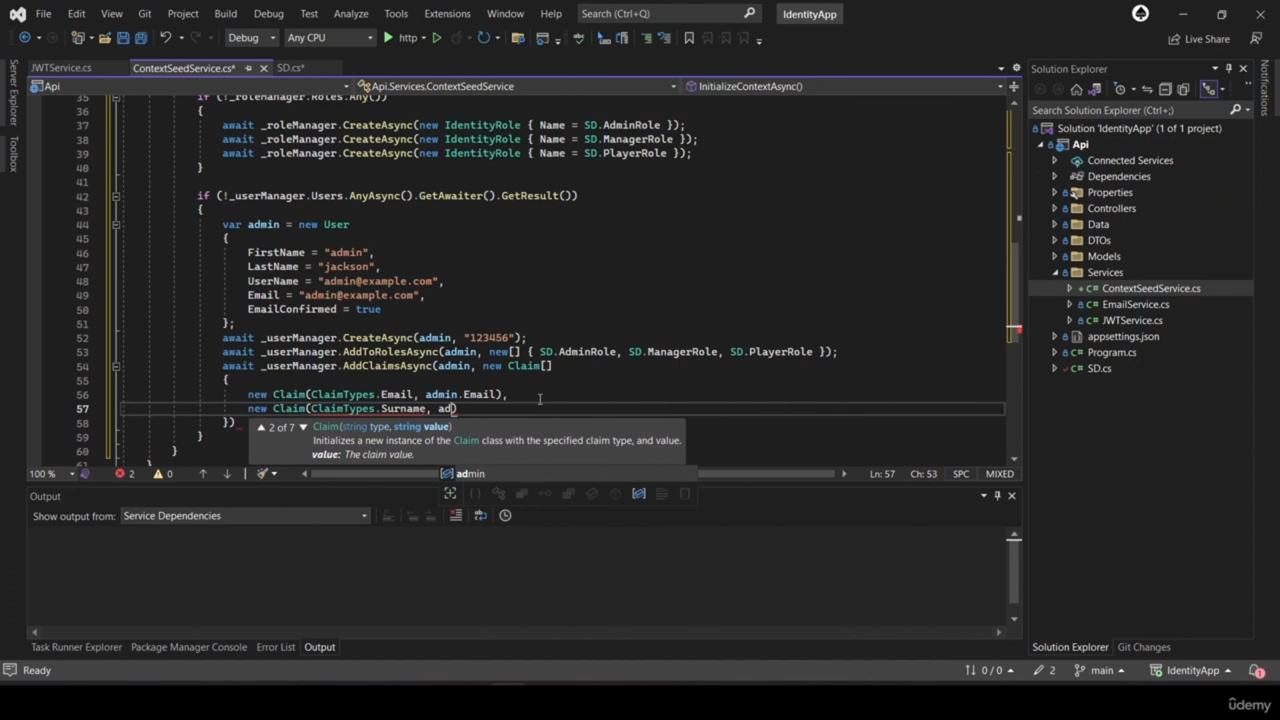 File Edit View Git Project Build Debug Test Analyze Tools Extensions Window Help Search (Ctrl+Q) IdentityApp
Debug Any CPU http Live Share
Server Explorer
Toolbox
Notifications
JWTService.cs ContextSeedService.cs* SD.cs*
Api Api.Services.ContextSeedService InitializeContextAsync()
35 if (!_roleManager.Roles.Any())
36 {
37 await _roleManager.CreateAsync(new IdentityRole { Name = SD.AdminRole });
38 await _roleManager.CreateAsync(new IdentityRole { Name = SD.ManagerRole });
39 await _roleManager.CreateAsync(new IdentityRole { Name = SD.PlayerRole });
40 }
41
42 if (!_userManager.Users.AnyAsync().GetAwaiter().GetResult())
43 {
44 var admin = new User
45 {
46 FirstName = "admin",
47 LastName = "jackson",
48 UserName = "admin@example.com",
49 Email = "admin@example.com",
50 EmailConfirmed = true
51 };
52 await _userManager.CreateAsync(admin, "123456");
53 await _userManager.AddToRolesAsync(admin, new[] { SD.AdminRole, SD.ManagerRole, SD.PlayerRole });
54 await _userManager.AddClaimsAsync(admin, new Claim[]
55 {
56 new Claim(ClaimTypes.Email, admin.Email),
57 new Claim(ClaimTypes.Surname, ad)
58 })
59 }
60 }
61 }
2 of 7 Claim(string type, string value)
Initializes a new instance of the Claim class with the specified claim type, and value.
value: The claim value.
admin
100 % 2 0 Ln: 57 Ch: 53 SPC MIXED
Output
Show output from: Service Dependencies
Task Runner Explorer Package Manager Console Error List Output
Solution Explorer
Search Solution Explorer (Ctrl+;)
Solution 'IdentityApp' (1 of 1 project)
Api
Connected Services
Dependencies
Properties
Controllers
Data
DTOs
Models
Services
C# ContextSeedService.cs
C# EmailService.cs
C# JWTService.cs
appsettings.json
C# Program.cs
C# SD.cs
Solution Explorer Git Changes
Ready 0 / 0 2 main IdentityApp 1
ûdemy